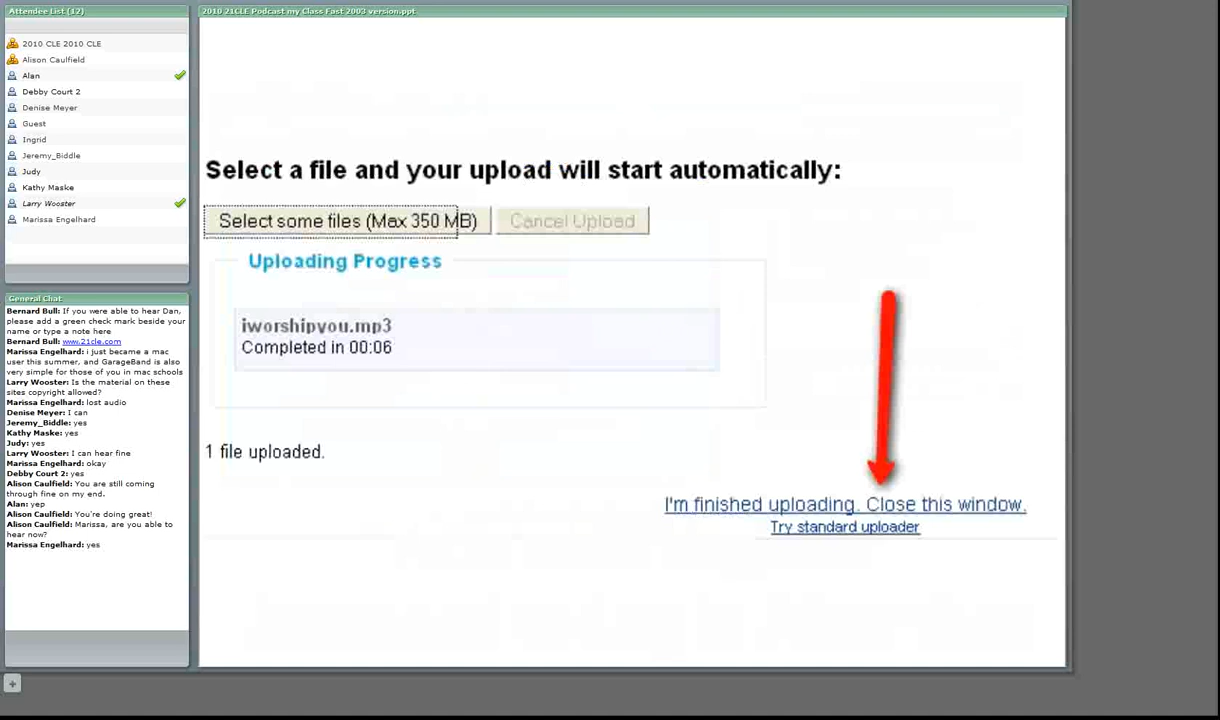 Attendee List (12)
2010 CLE 2010 CLE
Alison Caulfield
Alan
Debby Court 2
Denise Meyer
Guest
Ingrid
Jeremy_Biddle
Judy
Kathy Maske
Larry Wooster
Marissa Engelhard
General Chat
Bernard Bull: If you were able to hear Dan,
please add a green check mark beside your
name or type a note here
Bernard Bull: www.21cle.com
Marissa Engelhard: i just became a mac
user this summer, and GarageBand is also
very simple for those of you in mac schools
Larry Wooster: Is the material on these
sites copyright allowed?
Marissa Engelhard: lost audio
Denise Meyer: I can
Jeremy_Biddle: yes
Kathy Maske: yes
Judy: yes
Larry Wooster: I can hear fine
Marissa Engelhard: okay
Debby Court 2: yes
Alison Caulfield: You are still coming
through fine on my end.
Alan: yep
Alison Caulfield: You're doing great!
Alison Caulfield: Marissa, are you able to
hear now?
Marissa Engelhard: yes
2010 21CLE Podcast my Class Fast 2003 version.ppt
Select a file and your upload will start automatically:
Select some files (Max 350 MB)
Cancel Upload
Uploading Progress
iworshipyou.mp3
Completed in 00:06
1 file uploaded.
I'm finished uploading. Close this window.
Try standard uploader